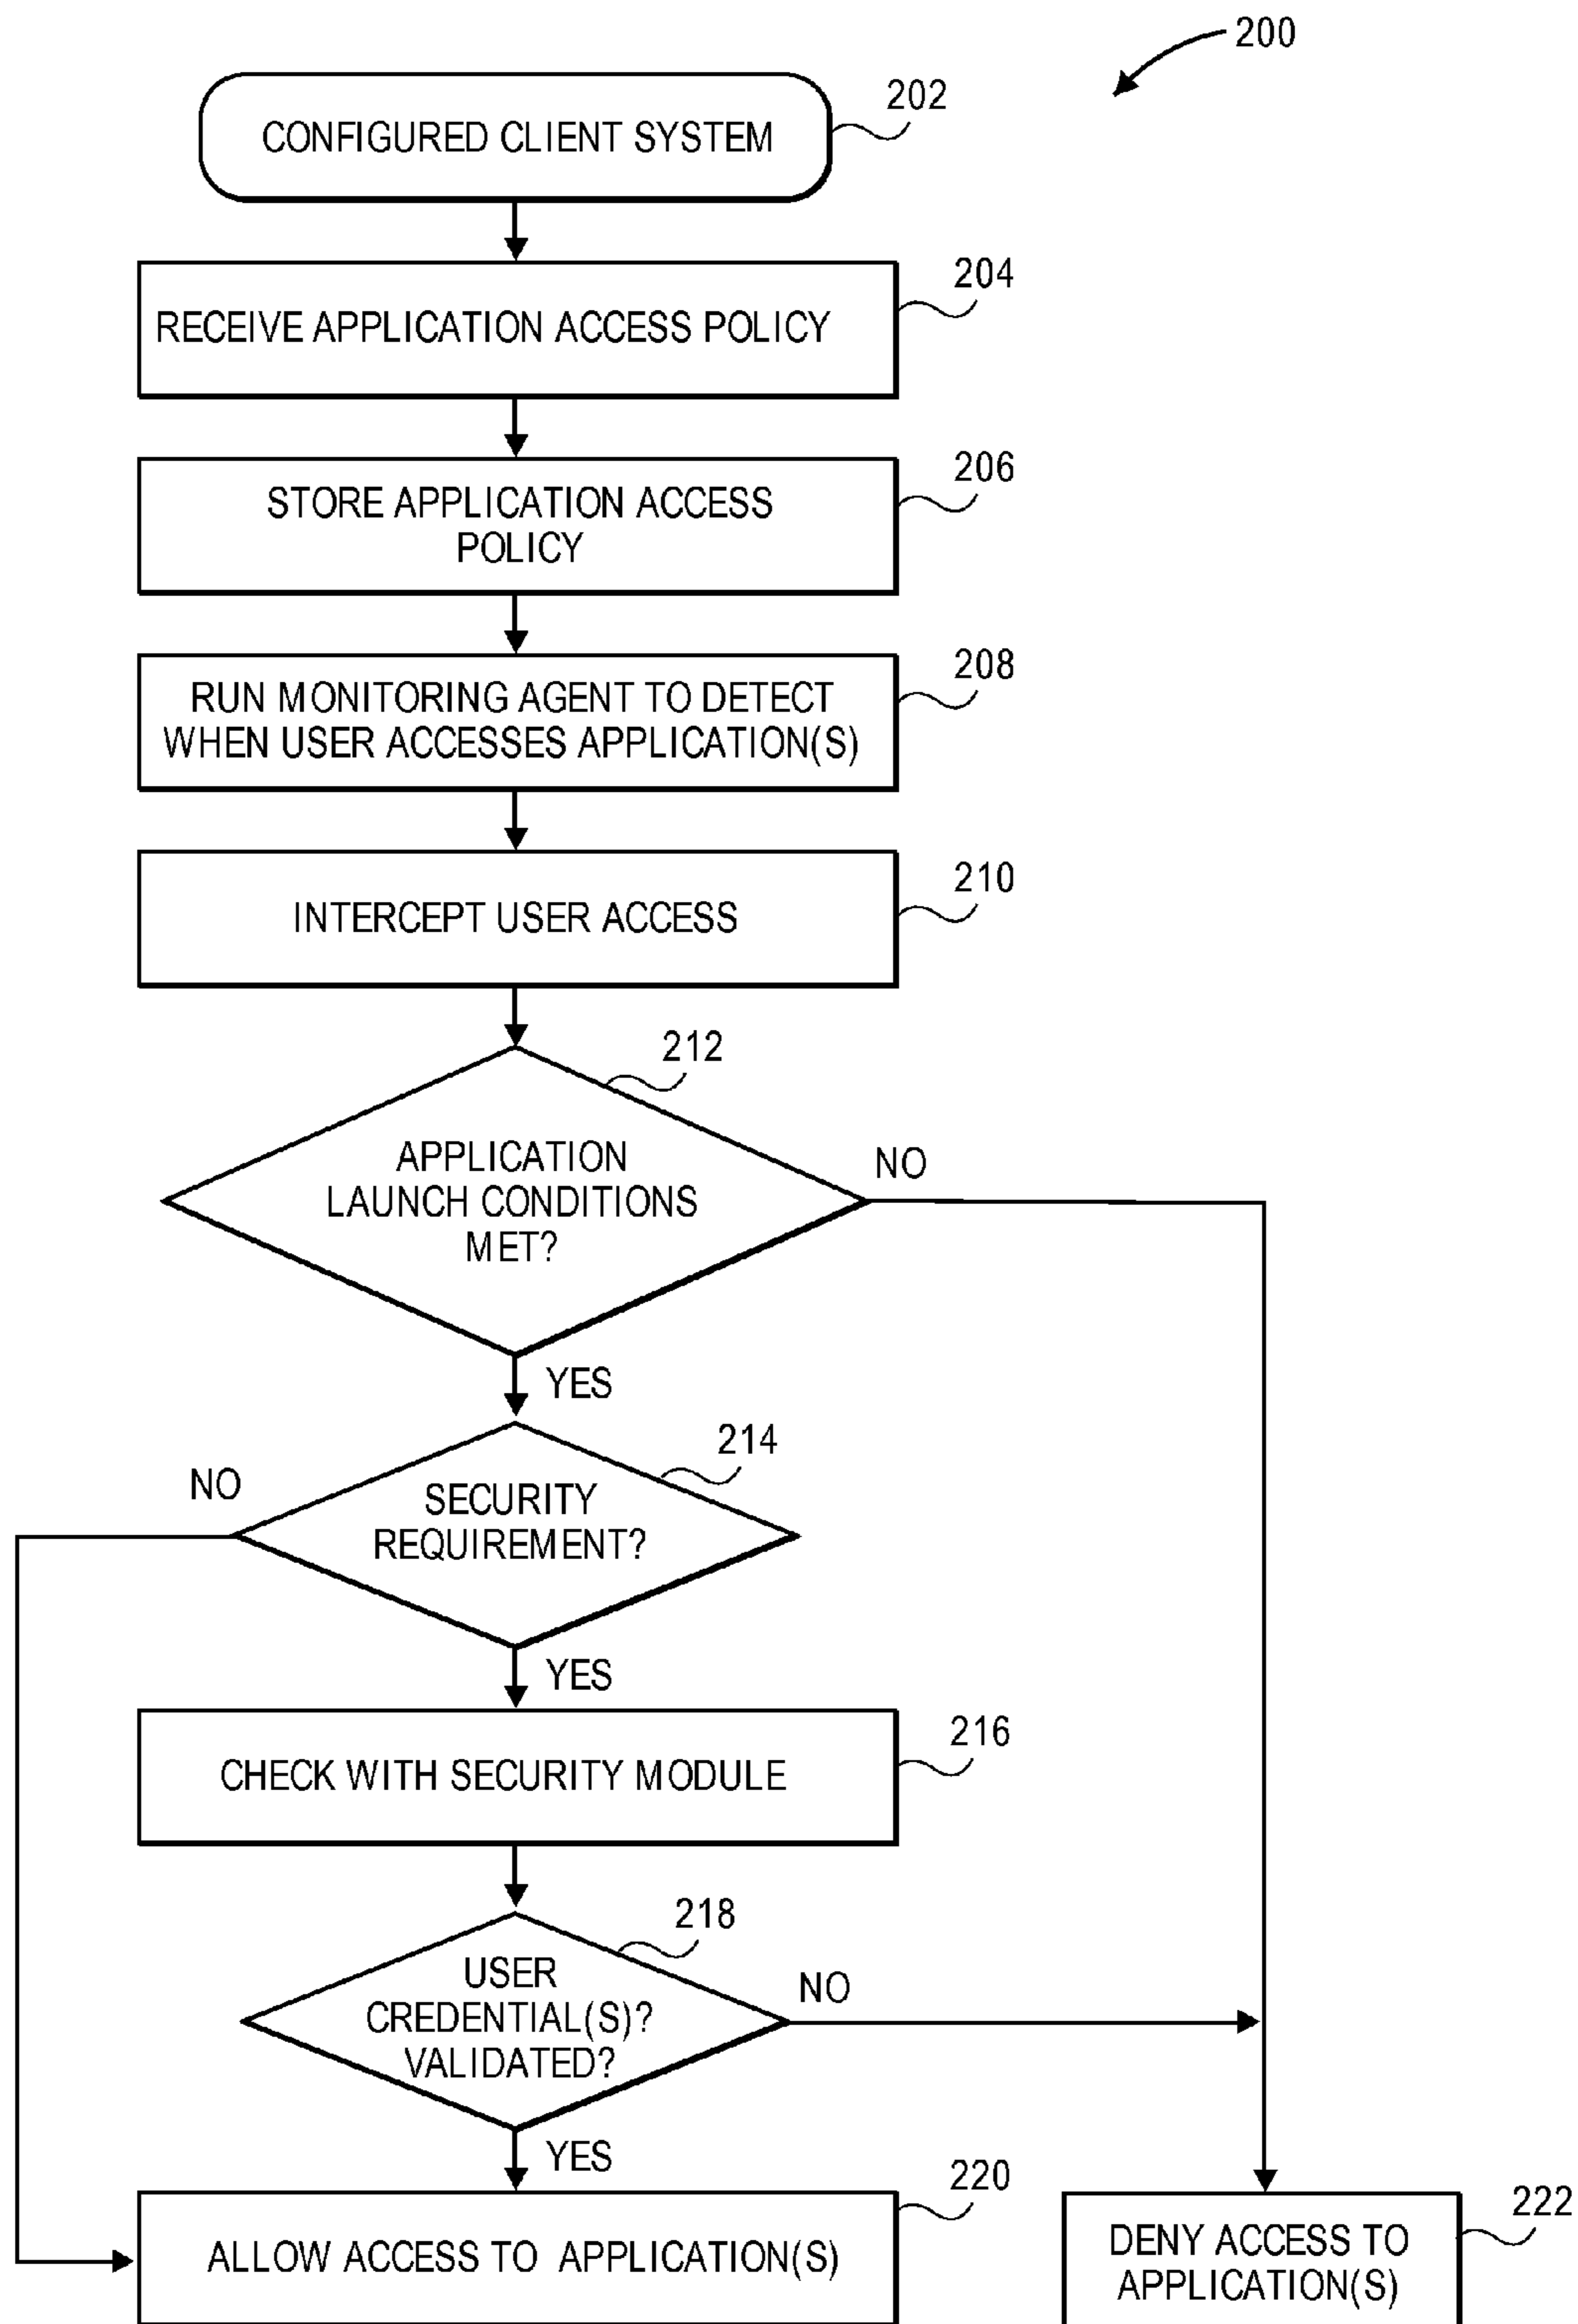 200
202
CONFIGURED CLIENT SYSTEM
204
RECEIVE APPLICATION ACCESS POLICY
206
STORE APPLICATION ACCESS
POLICY
208
RUN MONITORING AGENT TO DETECT
WHEN USER ACCESSES APPLICATION(S)
210
INTERCEPT USER ACCESS
212
APPLICATION
LAUNCH CONDITIONS
MET?
NO
YES
214
NO
SECURITY
REQUIREMENT?
YES
216
CHECK WITH SECURITY MODULE
218
USER
CREDENTIAL(S)?
VALIDATED?
NO
YES
220
ALLOW ACCESS TO APPLICATION(S)
222
DENY ACCESS TO
APPLICATION(S)